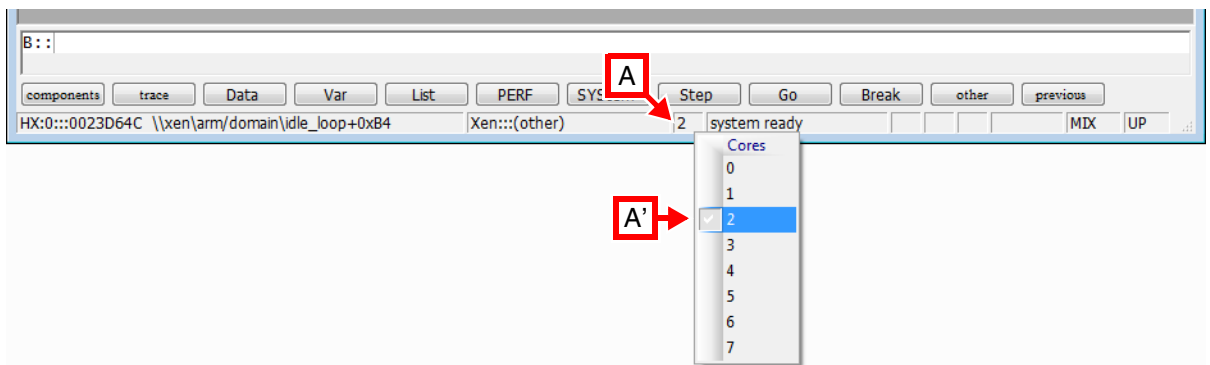 B::
A
components trace Data Var List PERF Step Go Break other previous
HX:0:::0023D64C \\xen\arm/domain\idle_loop+0xB4 Xen:::(other) 2 system ready MIX UP
Cores
0
1
A' 2
3
4
5
6
7